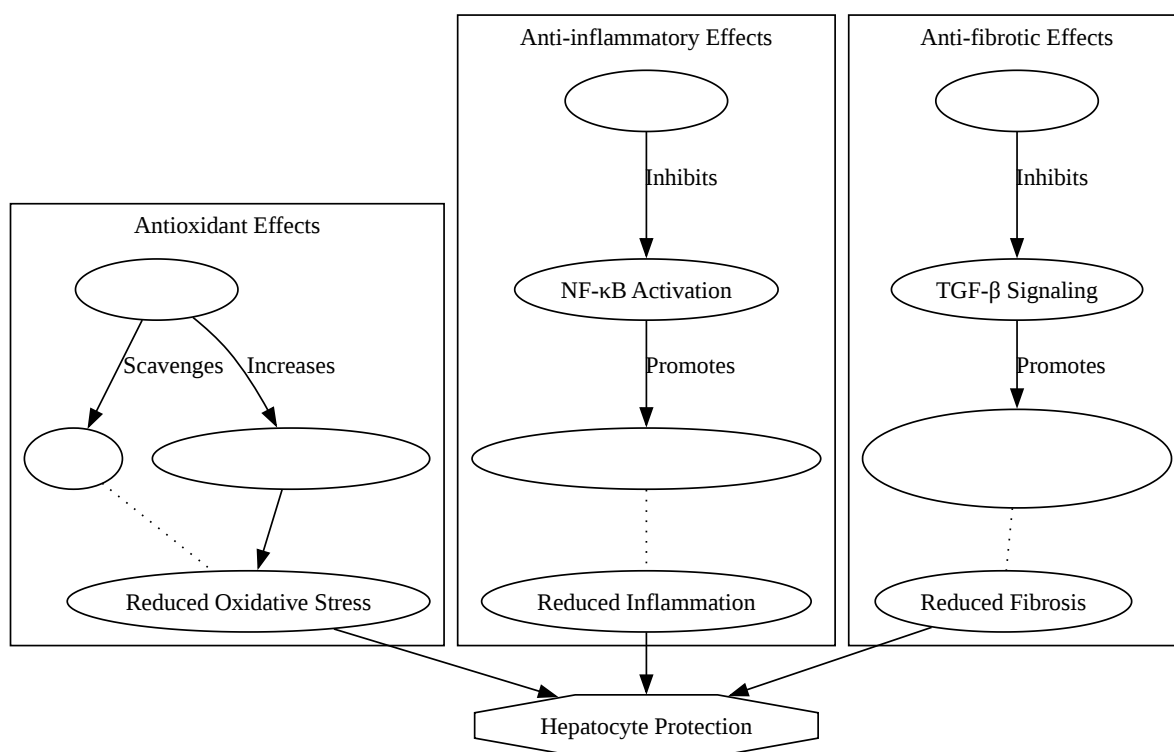 Anti-inflammatory Effects
Anti-fibrotic Effects
Inhibits
Inhibits
Antioxidant Effects
NF-κB Activation
TGF-β Signaling
Scavenges
Increases
Promotes
Promotes
Reduced Oxidative Stress
Reduced Inflammation
Reduced Fibrosis
Hepatocyte Protection